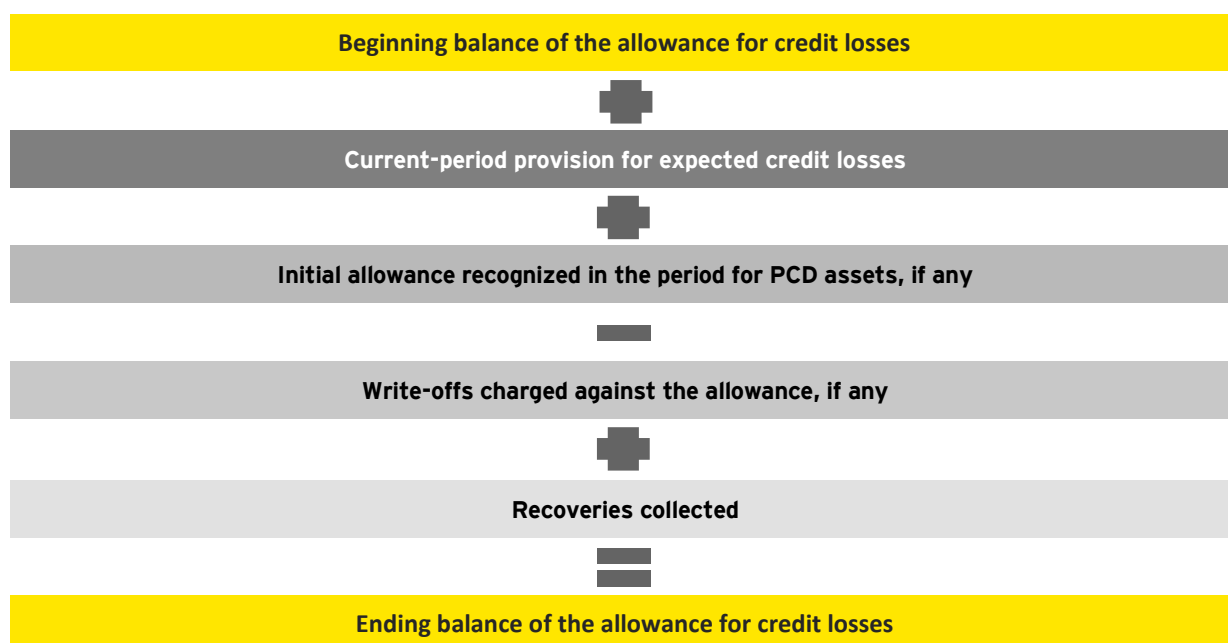 Beginning balance of the allowance for credit losses
Current-period provision for expected credit losses
Initial allowance recognized in the period for PCD assets, if any
Write-offs charged against the allowance, if any
Recoveries collected
Ending balance of the allowance for credit losses